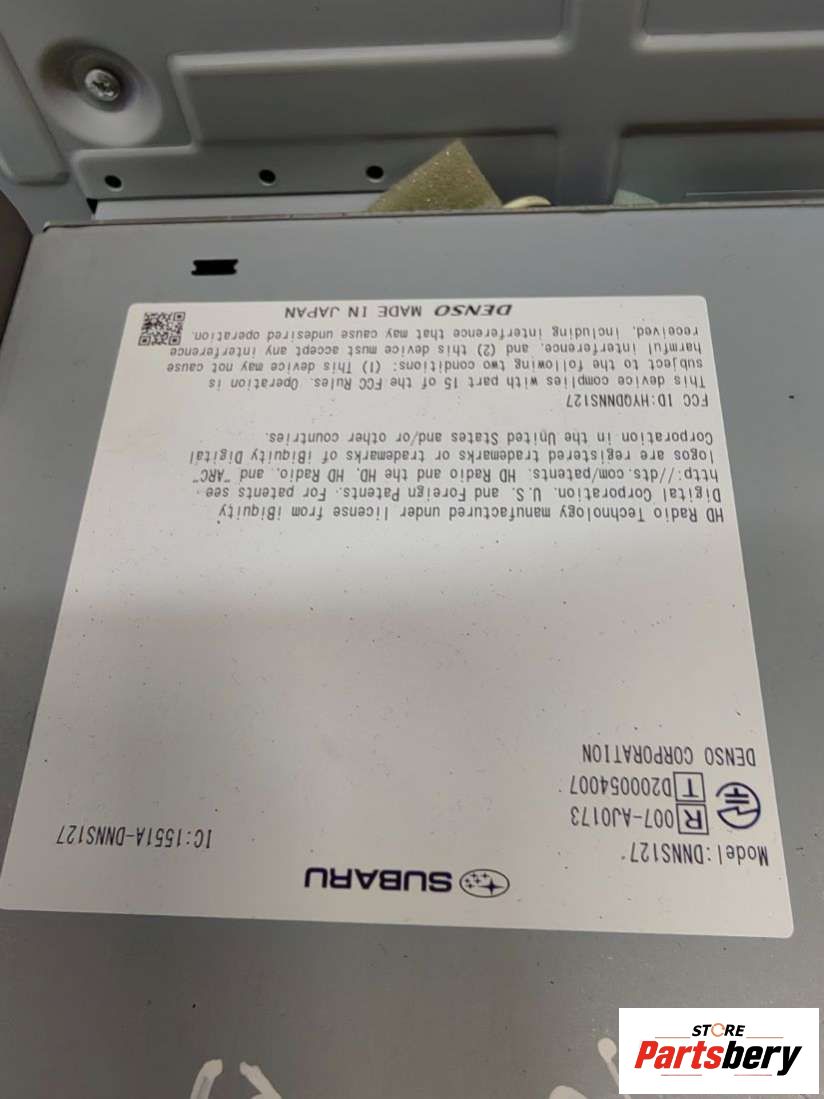 SUBARU
Model:DNNS127
R 007-AJ0173
T D200054007
DENSO CORPORATION
IC:1551A-DNNS127
HD Radio Technology manufactured under license from iBiquity
Digital Corporation. U.S. and Foreign Patents. For patents see
http://dts.com/patents. HD Radio and the HD, HD Radio, and "ARC"
logos are registered trademarks or trademarks of iBiquity Digital
Corporation in the United States and/or other countries.
FCC ID:HYQDNNS127
This device complies with part 15 of the FCC Rules. Operation is
subject to the following two conditions: (1) This device may not cause
harmful interference, and (2) this device must accept any interference
received, including interference that may cause undesired operation.
DENSO MADE IN JAPAN
STORE
Partsbery